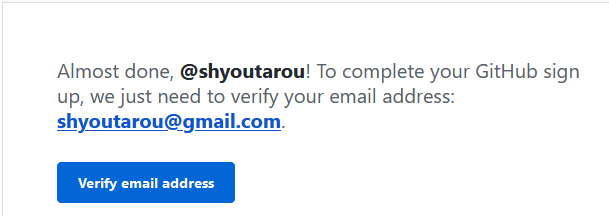 Almost done, @shyoutarou! To complete your GitHub sign
up, we just need to verify your email address:
shyoutarou@gmail.com.
Verify email address